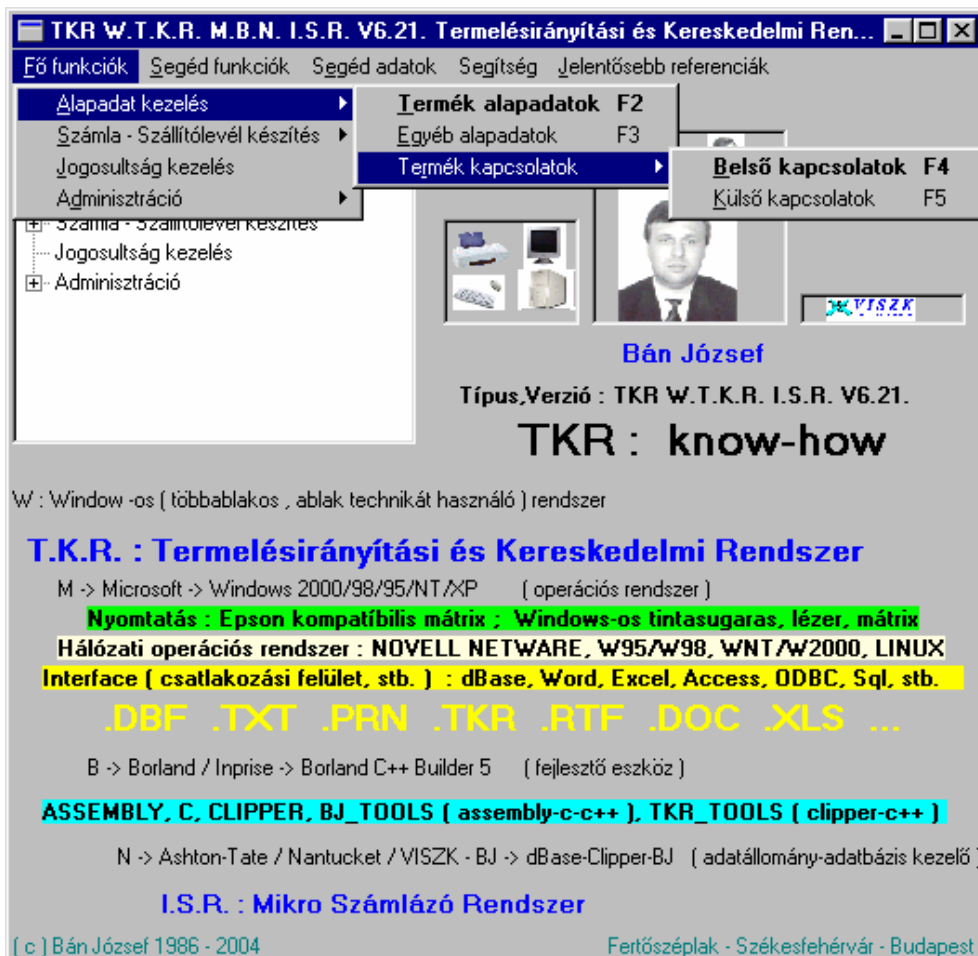 TKR W.T.K.R. M.B.N. I.S.R. V6.21. Termelésirányítási és Kereskedelmi Ren...
Fő funkciók Segéd funkciók Segéd adatok Segítség Jelentősebb referenciák
Alapadat kezelés
Számla - Szállítólevél készítés
Jogosultság kezelés
Adminisztráció
Termék alapadatok F2
Egyéb alapadatok F3
Termék kapcsolatok
Belső kapcsolatok F4
Külső kapcsolatok F5
Számla - Szállítólevél készítés
Jogosultság kezelés
Adminisztráció
VISZK
Bán József
Típus,Verzió : TKR W.T.K.R. I.S.R. V6.21.
TKR : know-how
W : Window -os ( többablakos , ablak technikát használó ) rendszer
T.K.R. : Termelésirányítási és Kereskedelmi Rendszer
M -> Microsoft -> Windows 2000/98/95/NT/XP ( operációs rendszer )
Nyomtatás : Epson kompatíbilis mátrix ; Windows-os tintasugaras, lézer, mátrix
Hálózati operációs rendszer : NOVELL NETWARE, W95/W98, WNT/W2000, LINUX
Interface ( csatlakozási felület, stb. ) : dBase, Word, Excel, Access, ODBC, Sql, stb.
.DBF .TXT .PRN .TKR .RTF .DOC .XLS ...
B -> Borland / Inprise -> Borland C++ Builder 5 ( fejlesztő eszköz )
ASSEMBLY, C, CLIPPER, BJ_TOOLS ( assembly-c-c++ ), TKR_TOOLS ( clipper-c++ )
N -> Ashton-Tate / Nantucket / VISZK - BJ -> dBase-Clipper-BJ ( adatállomány-adatbázis kezelő )
I.S.R. : Mikro Számlázó Rendszer
( c ) Bán József 1986 - 2004 Fertőszéplak - Székesfehérvár - Budapest